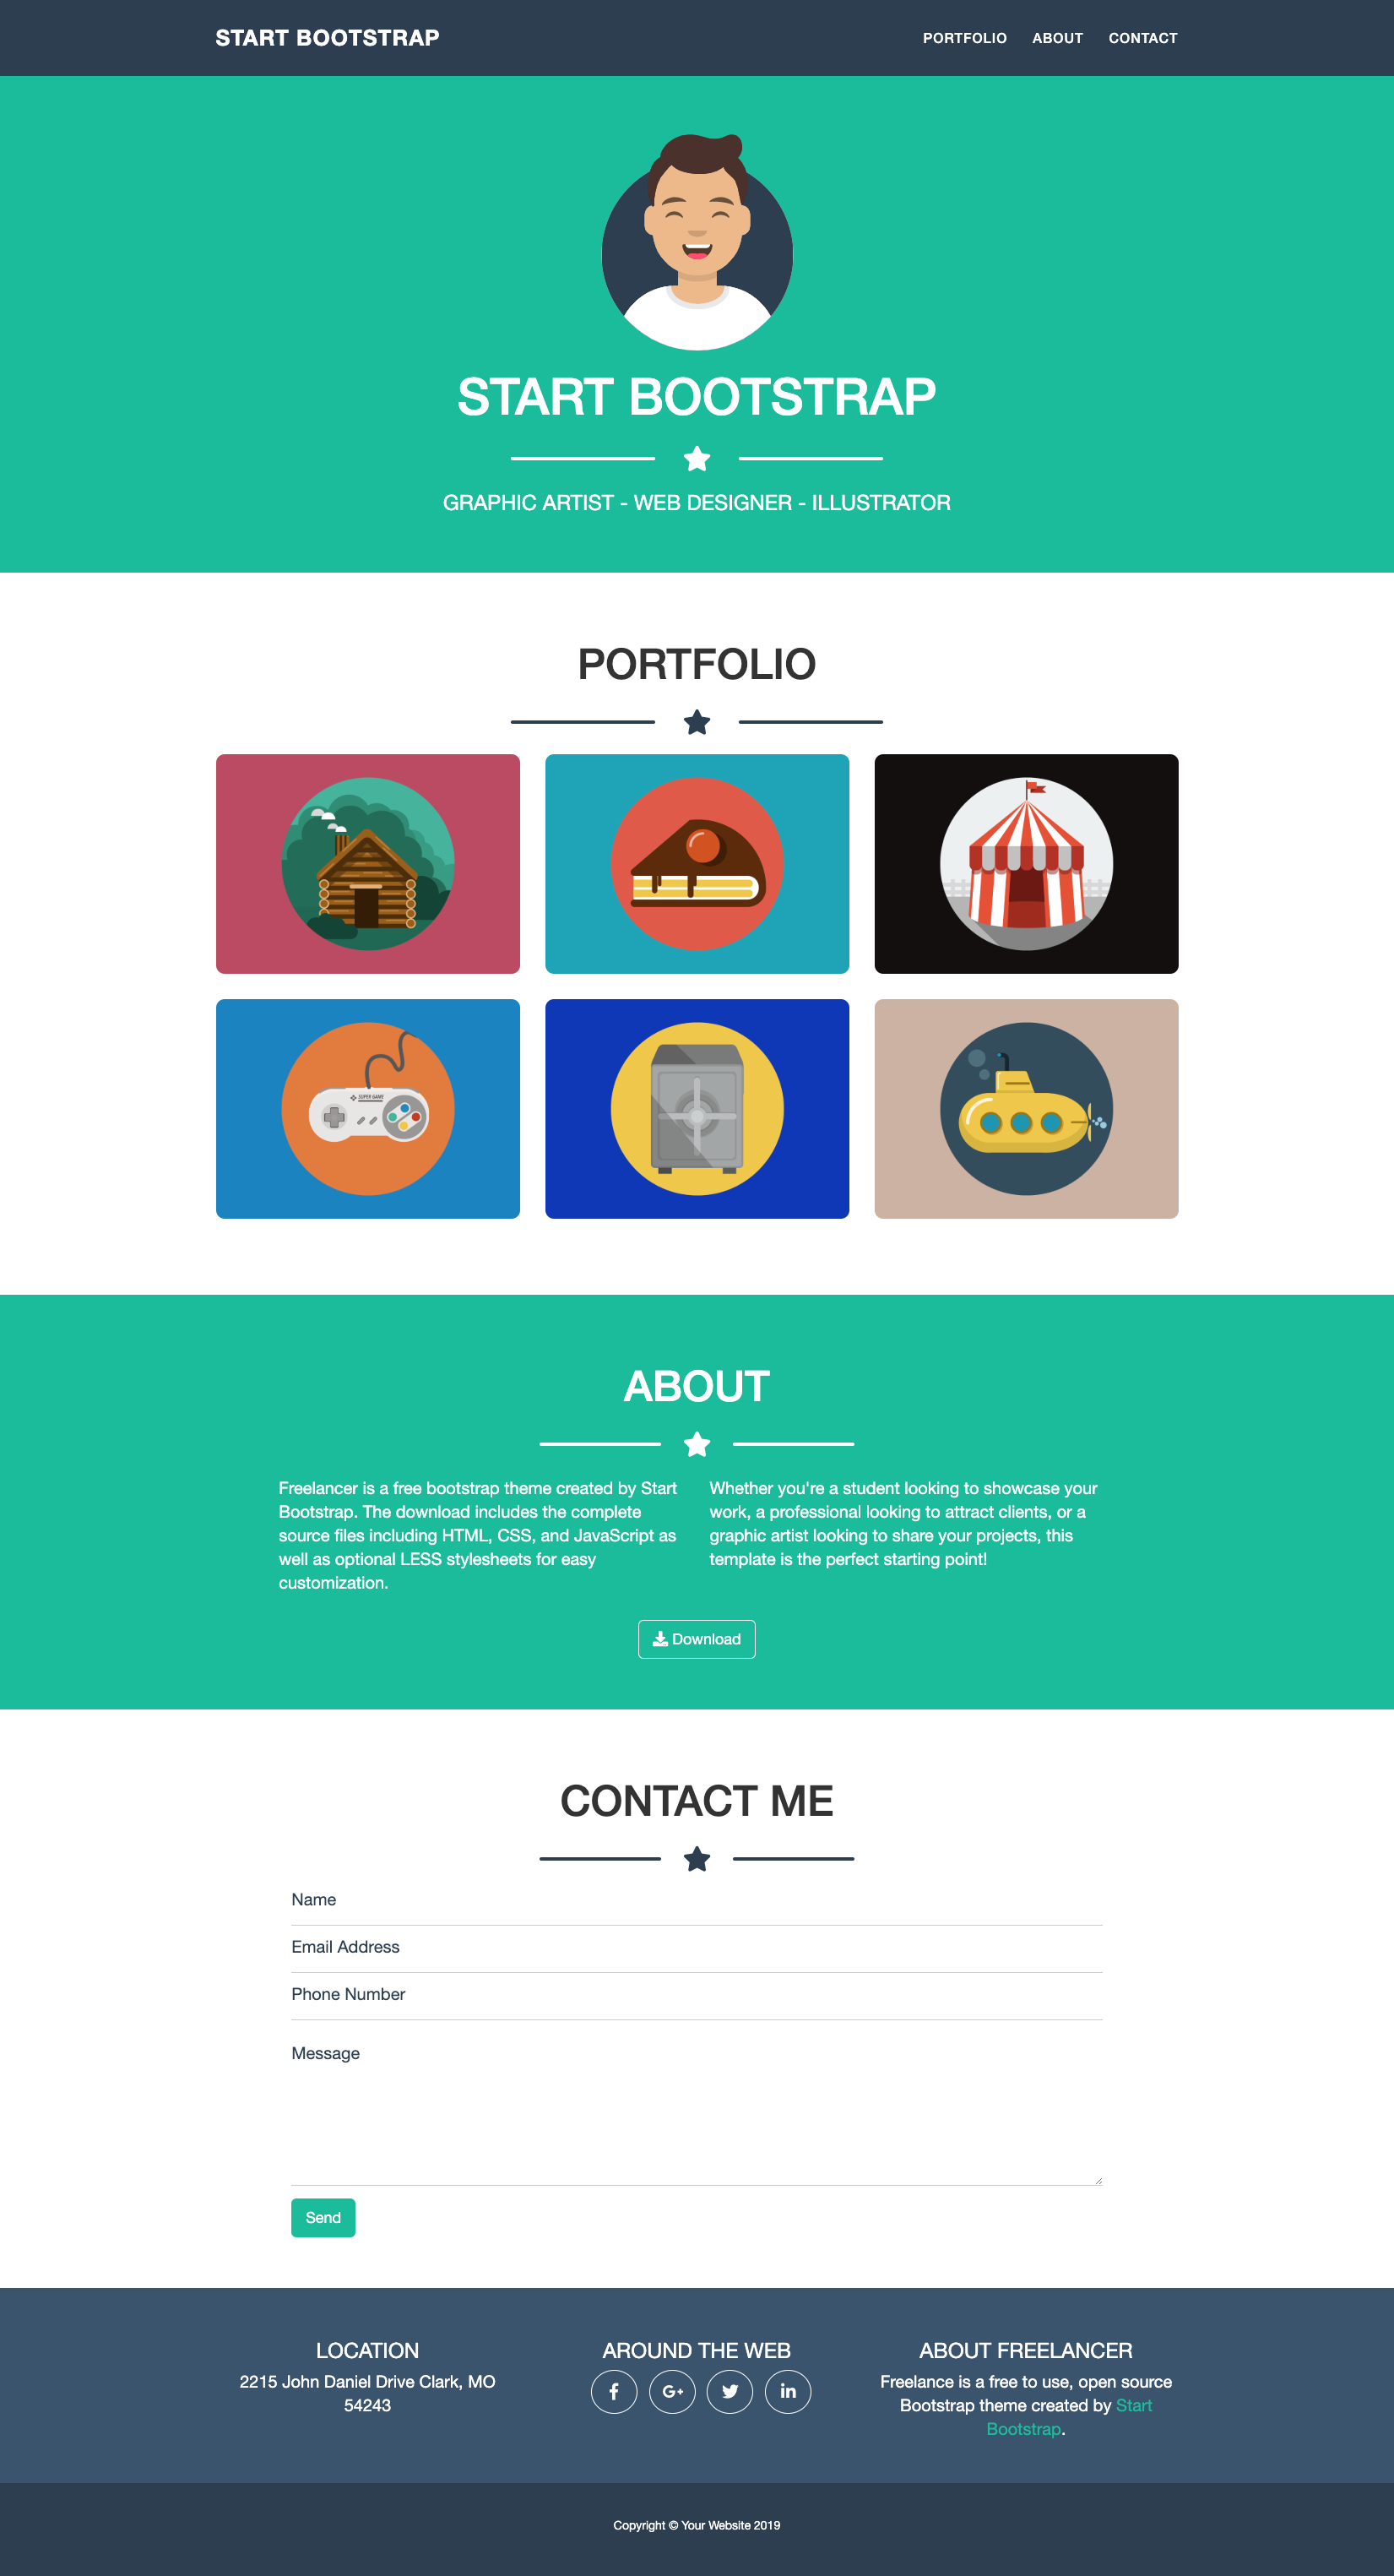 START BOOTSTRAP
PORTFOLIO ABOUT CONTACT
START BOOTSTRAP
GRAPHIC ARTIST - WEB DESIGNER - ILLUSTRATOR
PORTFOLIO
SUPER GAME
ABOUT
Freelancer is a free bootstrap theme created by Start
Bootstrap. The download includes the complete
source files including HTML, CSS, and JavaScript as
well as optional LESS stylesheets for easy
customization.
Whether you're a student looking to showcase your
work, a professional looking to attract clients, or a
graphic artist looking to share your projects, this
template is the perfect starting point!
Download
CONTACT ME
Name
Email Address
Phone Number
Message
Send
LOCATION
2215 John Daniel Drive Clark, MO
54243
AROUND THE WEB
ABOUT FREELANCER
Freelance is a free to use, open source
Bootstrap theme created by Start
Bootstrap.
Copyright © Your Website 2019